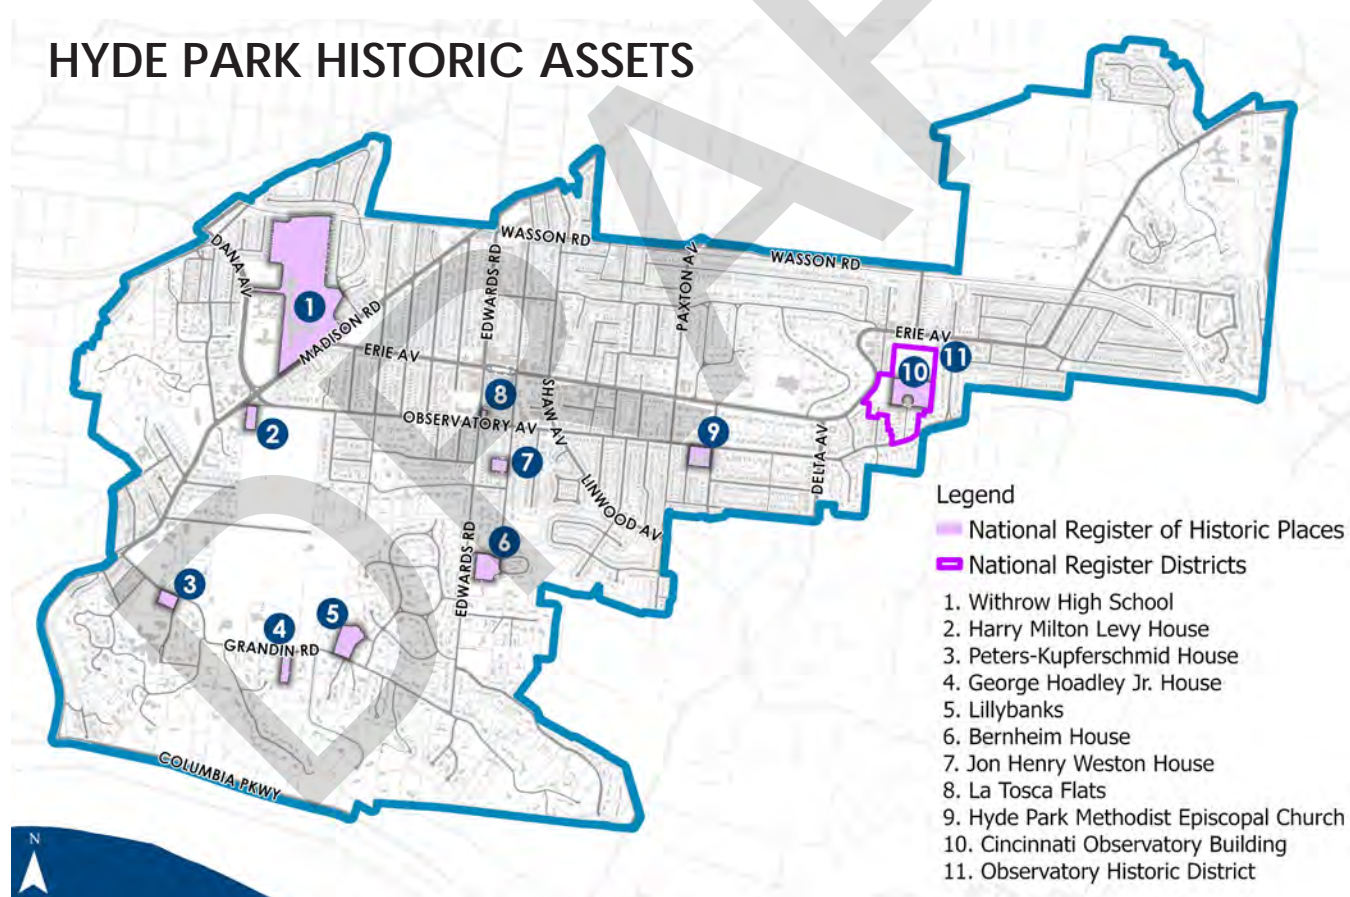 HYDE PARK HISTORIC ASSETS
WASSON RD
WASSON RD
DANA AV
EDWARDS RD
PAXTON AV
1
MADISON RD
ERIE AV
ERIE AV
11
10
8
SHAW AV
OBSERVATORY AV
2
9
7
DELTA AV
LINWOOD AV
6
EDWARDS RD
3
5
4
GRANDIN RD
COLUMBIA PKWY
N
DRA
Legend
National Register of Historic Places
National Register Districts
1. Withrow High School
2. Harry Milton Levy House
3. Peters-Kupferschmid House
4. George Hoadley Jr. House
5. Lillybanks
6. Bernheim House
7. Jon Henry Weston House
8. La Tosca Flats
9. Hyde Park Methodist Episcopal Church
10. Cincinnati Observatory Building
11. Observatory Historic District